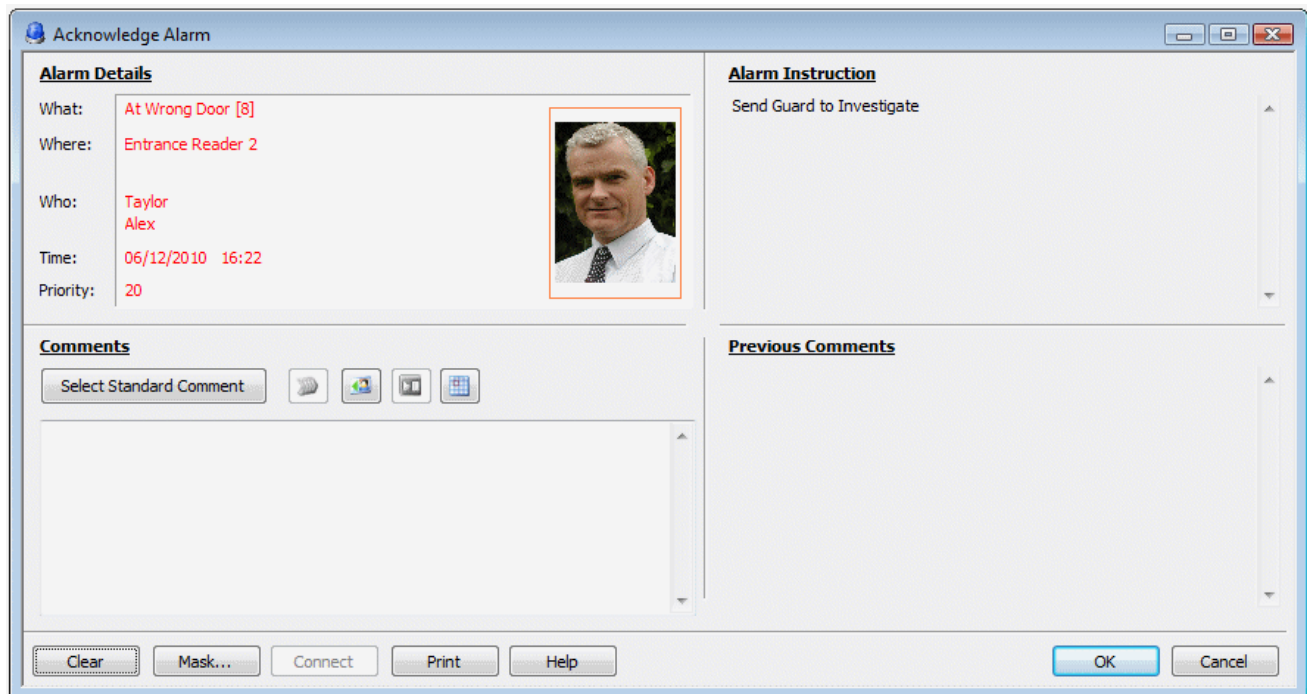 Acknowledge Alarm
Alarm Details
What: At Wrong Door [8]
Where: Entrance Reader 2
Who: Taylor
Alex
Time: 06/12/2010 16:22
Priority: 20
Alarm Instruction
Send Guard to Investigate
Comments
Select Standard Comment
Previous Comments
Clear Mask... Connect Print Help OK Cancel